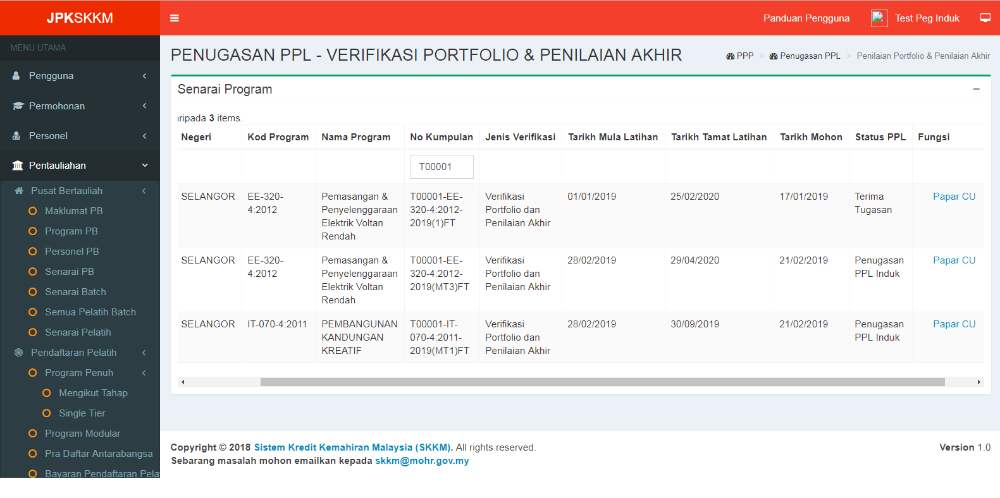 JPKSKKM
Panduan Pengguna
Test Peg Induk
MENU UTAMA
Pengguna
Permohonan
Personel
Pentauliahan
Pusat Bertauliah
Maklumat PB
Program PB
Personel PB
Senarai PB
Senarai Batch
Semua Pelatih Batch
Senarai Pelatih
Pendaftaran Pelatih
Program Penuh
Mengikut Tahap
Single Tier
Program Modular
Pra Daftar Antarabangsa
Bayaran Pendaftaran Pela
PENUGASAN PPL - VERIFIKASI PORTFOLIO & PENILAIAN AKHIR
PPP > Penugasan PPL > Penilaian Portfolio & Penilaian Akhir
Senarai Program
aripada 3 items.
Negeri Kod Program Nama Program No Kumpulan Jenis Verifikasi Tarikh Mula Latihan Tarikh Tamat Latihan Tarikh Mohon Status PPL Fungsi
T00001
SELANGOR EE-320- Pemasangan & T00001-EE- Verifikasi 01/01/2019 25/02/2020 17/01/2019 Terima Papar CU
4:2012 Penyelenggaraan 320-4:2012- Portfolio dan Tugasan
Elektrik Voltan 2019(1)FT Penilaian Akhir
Rendah
SELANGOR EE-320- Pemasangan & T00001-EE- Verifikasi 28/02/2019 29/04/2020 21/02/2019 Penugasan Papar CU
4:2012 Penyelenggaraan 320-4:2012- Portfolio dan PPL Induk
Elektrik Voltan 2019(MT3)FT Penilaian Akhir
Rendah
SELANGOR IT-070-4:2011 PEMBANGUNAN T00001-IT- Verifikasi 28/02/2019 30/09/2019 21/02/2019 Penugasan Papar CU
KANDUNGAN 070-4:2011- Portfolio dan PPL Induk
KREATIF 2019(MT1)FT Penilaian Akhir
Copyright © 2018 Sistem Kredit Kemahiran Malaysia (SKKM). All rights reserved.
Version 1.0
Sebarang masalah mohon emailkan kepada skkm@mohr.gov.my